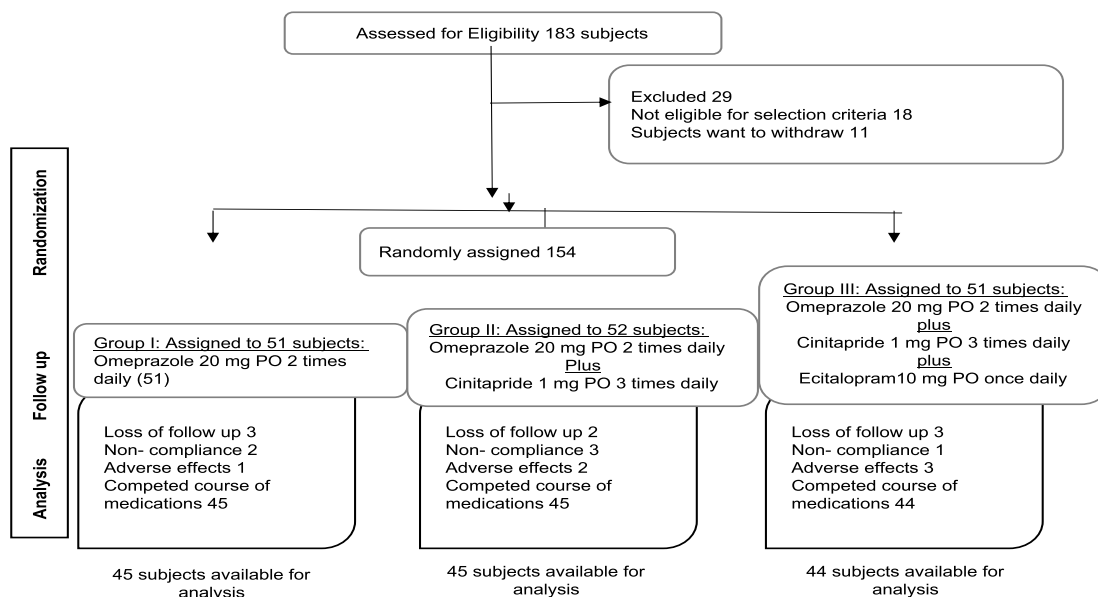 Assessed for Eligibility 183 subjects
Excluded 29
Not eligible for selection criteria 18
Subjects want to withdraw 11
Randomization
Randomly assigned 154
Follow up
Group I: Assigned to 51 subjects:
Omeprazole 20 mg PO 2 times
daily (51)
Group II: Assigned to 52 subjects:
Omeprazole 20 mg PO 2 times daily
Plus
Cinitapride 1 mg PO 3 times daily
Group III: Assigned to 51 subjects:
Omeprazole 20 mg PO 2 times daily
plus
Cinitapride 1 mg PO 3 times daily
plus
Ecitalopram10 mg PO once daily
Analysis
Loss of follow up 3
Non- compliance 2
Adverse effects 1
Competed course of
medications 45
Loss of follow up 2
Non- compliance 3
Adverse effects 2
Competed course of
medications 45
Loss of follow up 3
Non- compliance 1
Adverse effects 3
Competed course of
medications 44
45 subjects available for
analysis
45 subjects available for
analysis
44 subjects available for
analysis